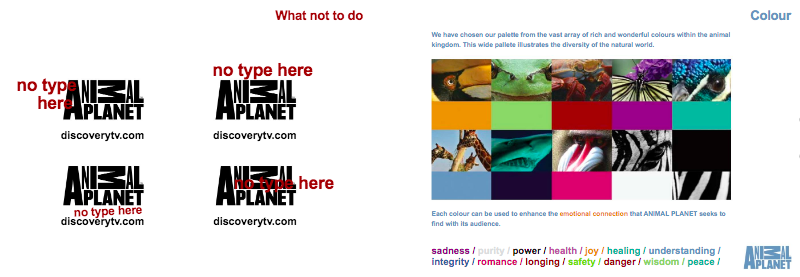 What not to do
no type here
ANIMAL
PLANET
discoverytv.com
no type here
ANIMAL
PLANET
discoverytv.com
ANIMAL
PLANET
no type here
discoverytv.com
ANIMAL
no type here
PLANET
discoverytv.com
Colour
We have chosen our palette from the vast array of rich and wonderful colours within the animal
kingdom. This wide pallete illustrates the diversity of the natural world.
Each colour can be used to enhance the emotional connection that ANIMAL PLANET seeks to
find with its audience.
sadness / purity / power / health / joy / healing / understanding /
integrity / romance / longing / safety / danger / wisdom / peace /
ANIMAL
PLANET